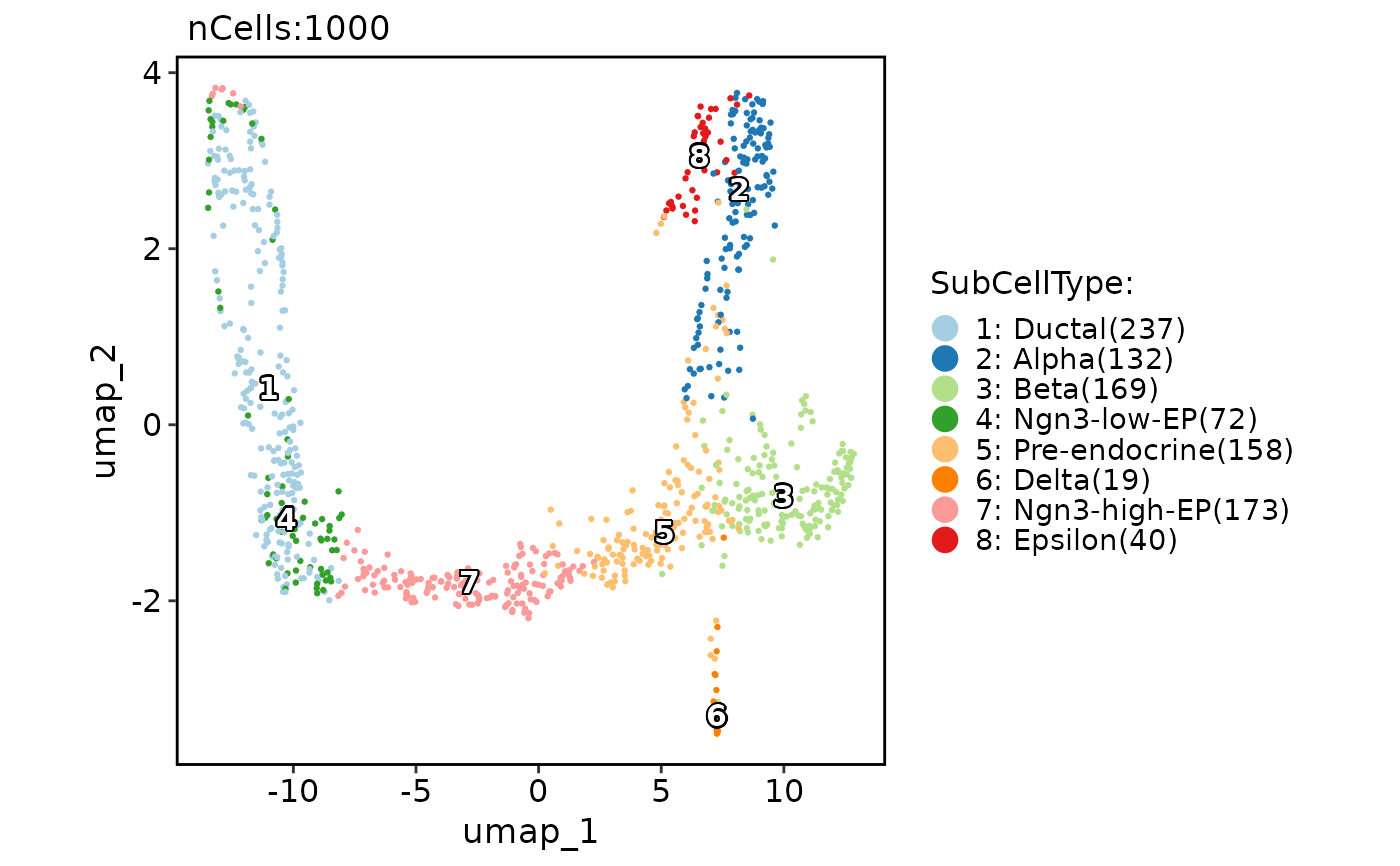 nCells:1000
4
2
0
-2
umap_2
-10
-5
0
5
10
umap_1
8
2
1
3
4
5
7
6
SubCellType:
1: Ductal(237)
2: Alpha(132)
3: Beta(169)
4: Ngn3-low-EP(72)
5: Pre-endocrine(158)
6: Delta(19)
7: Ngn3-high-EP(173)
8: Epsilon(40)